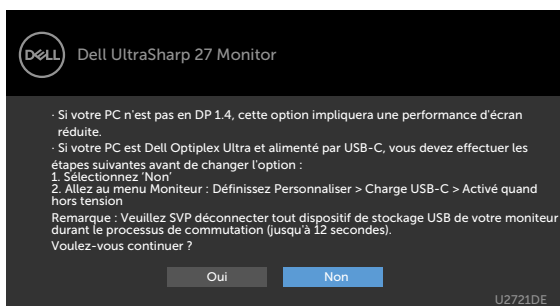 DELL
Dell UltraSharp 27 Monitor
· Si votre PC n'est pas en DP 1.4, cette option impliquera une performance d'écran
réduite.
· Si votre PC est Dell Optiplex Ultra et alimenté par USB-C, vous devez effectuer les
étapes suivantes avant de changer l'option :
1. Sélectionnez 'Non'
2. Allez au menu Moniteur : Définissez Personnaliser > Charge USB-C > Activé quand
hors tension
Remarque : Veuillez SVP déconnecter tout dispositif de stockage USB de votre moniteur
durant le processus de commutation (jusqu'à 12 secondes).
Voulez-vous continuer ?
Oui Non
U2721DE